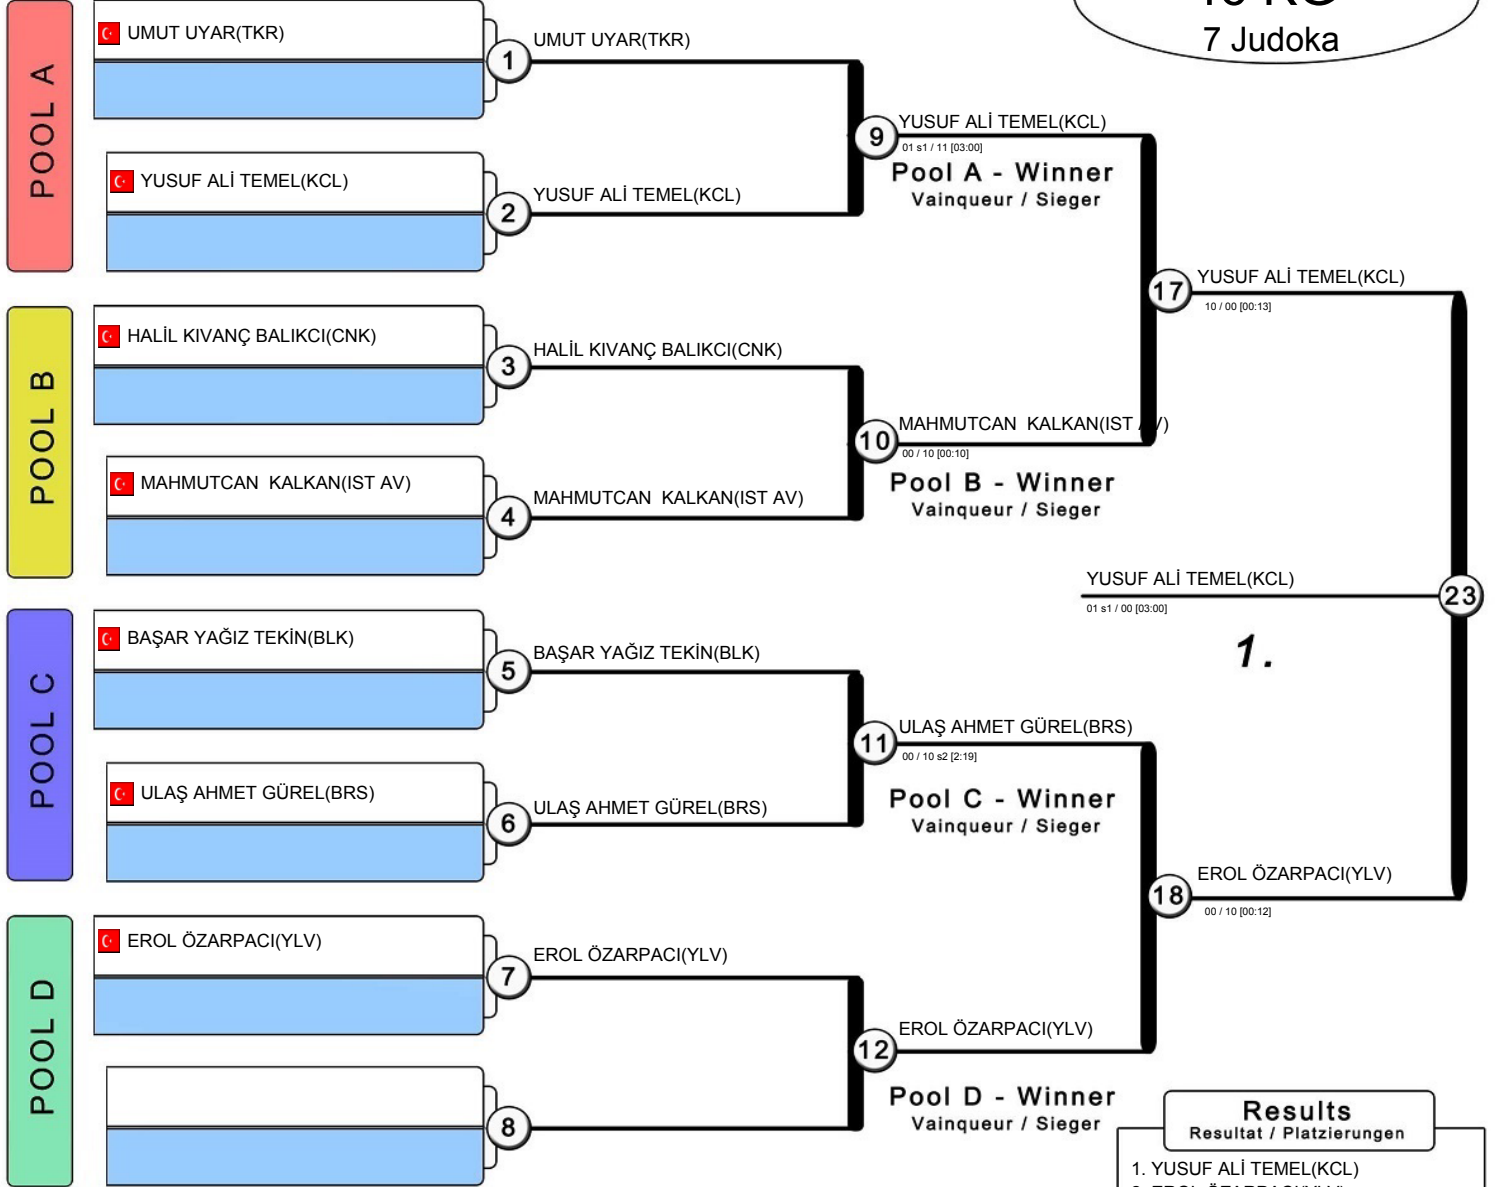 7 Judoka
POOL A
UMUT UYAR(TKR)
1
UMUT UYAR(TKR)
YUSUF ALİ TEMEL(KCL)
2
YUSUF ALİ TEMEL(KCL)
9
YUSUF ALİ TEMEL(KCL)
01 s1 / 11 [03:00]
Pool A - Winner
Vainqueur / Sieger
POOL B
HALİL KIVANÇ BALIKCI(CNK)
3
HALİL KIVANÇ BALIKCI(CNK)
MAHMUTCAN KALKAN(IST AV)
4
MAHMUTCAN KALKAN(IST AV)
10
MAHMUTCAN KALKAN(IST AV)
00 / 10 [00:10]
Pool B - Winner
Vainqueur / Sieger
17
YUSUF ALİ TEMEL(KCL)
10 / 00 [00:13]
POOL C
BAŞAR YAĞIZ TEKİN(BLK)
5
BAŞAR YAĞIZ TEKİN(BLK)
ULAŞ AHMET GÜREL(BRS)
6
ULAŞ AHMET GÜREL(BRS)
11
ULAŞ AHMET GÜREL(BRS)
00 / 10 s2 [2:19]
Pool C - Winner
Vainqueur / Sieger
POOL D
EROL ÖZARPACI(YLV)
7
EROL ÖZARPACI(YLV)
8
12
EROL ÖZARPACI(YLV)
Pool D - Winner
Vainqueur / Sieger
18
EROL ÖZARPACI(YLV)
00 / 10 [00:12]
YUSUF ALİ TEMEL(KCL)
23
01 s1 / 00 [03:00]
1.
Results
Resultat / Platzierungen
1. YUSUF ALİ TEMEL(KCL)